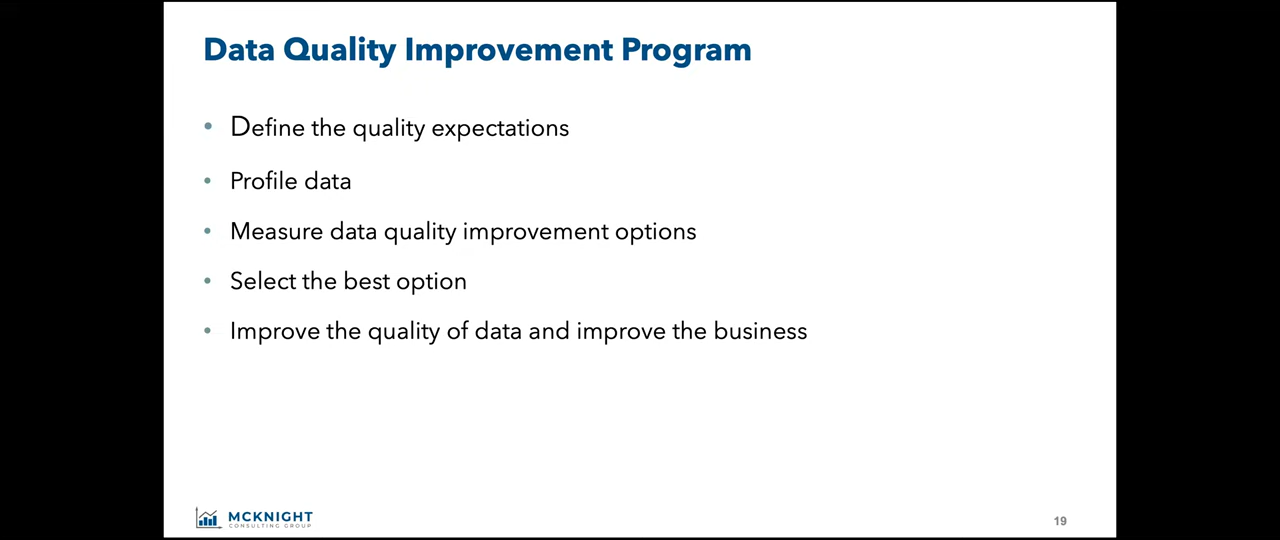 Data Quality Improvement Program
• Define the quality expectations
• Profile data
• Measure data quality improvement options
• Select the best option
• Improve the quality of data and improve the business
MCKNIGHT
CONSULTING GROUP
19